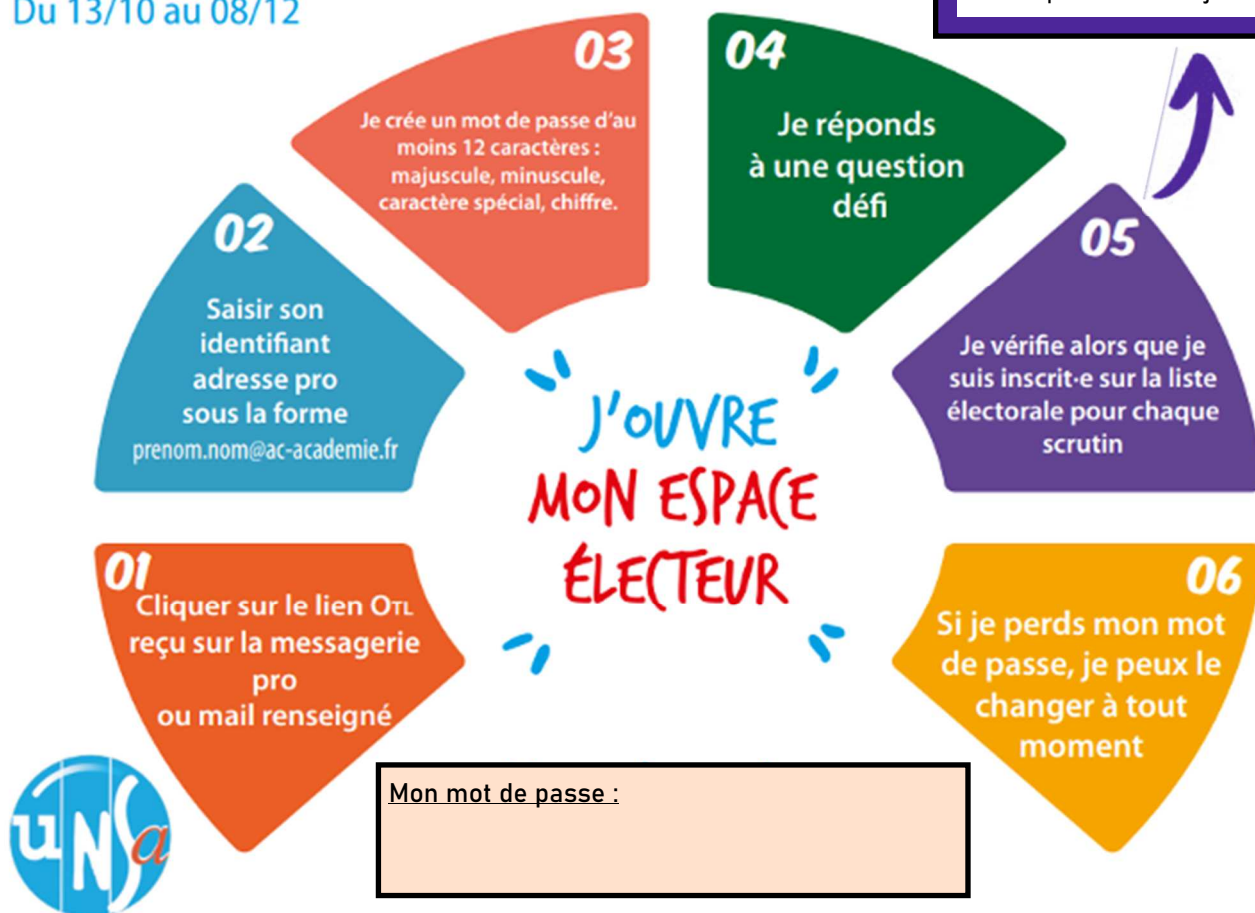 Du 13/10 au 08/12
03
Je crée un mot de passe d'au
moins 12 caractères :
majuscule, minuscule,
caractère spécial, chiffre.
04
Je réponds
à une question
défi
02
Saisir son
identifiant
adresse pro
sous la forme
prenom.nom@ac-academie.fr
05
Je vérifie alors que je
suis inscrit·e sur la liste
électorale pour chaque
scrutin
J'OUVRE
MON ESPACE
ÉLECTEUR
01
Cliquer sur le lien OTL
reçu sur la messagerie
pro
ou mail renseigné
06
Si je perds mon mot
de passe, je peux le
changer à tout
moment
Mon mot de passe :
UNSa